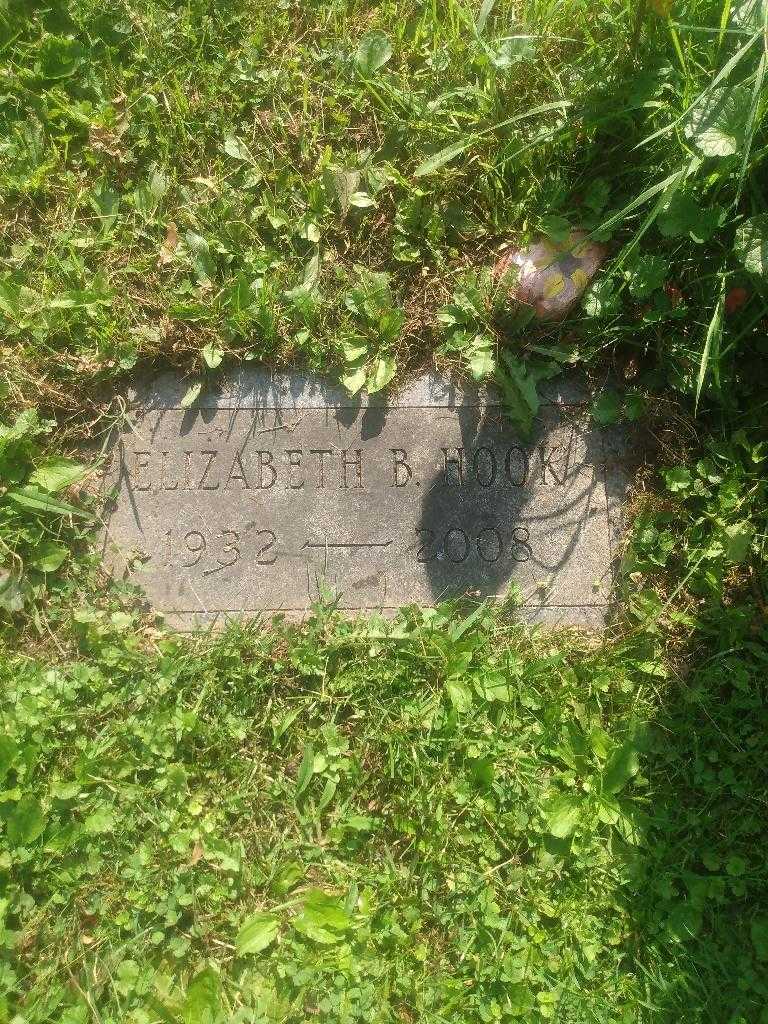 ELIZABETH B. HOOK
1932 — 2008